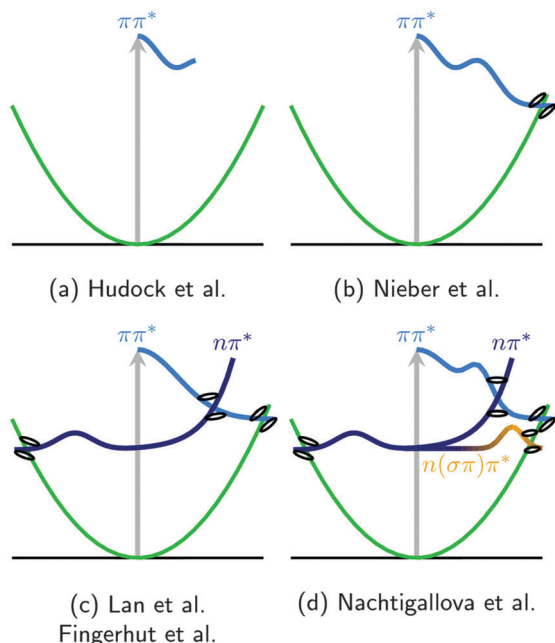 ππ*
ππ*
(a) Hudock et al.
(b) Nieber et al.
ππ*
nπ*
ππ*
nπ*
n(σπ)π*
(c) Lan et al.
Fingerhut et al.
(d) Nachtigallova et al.